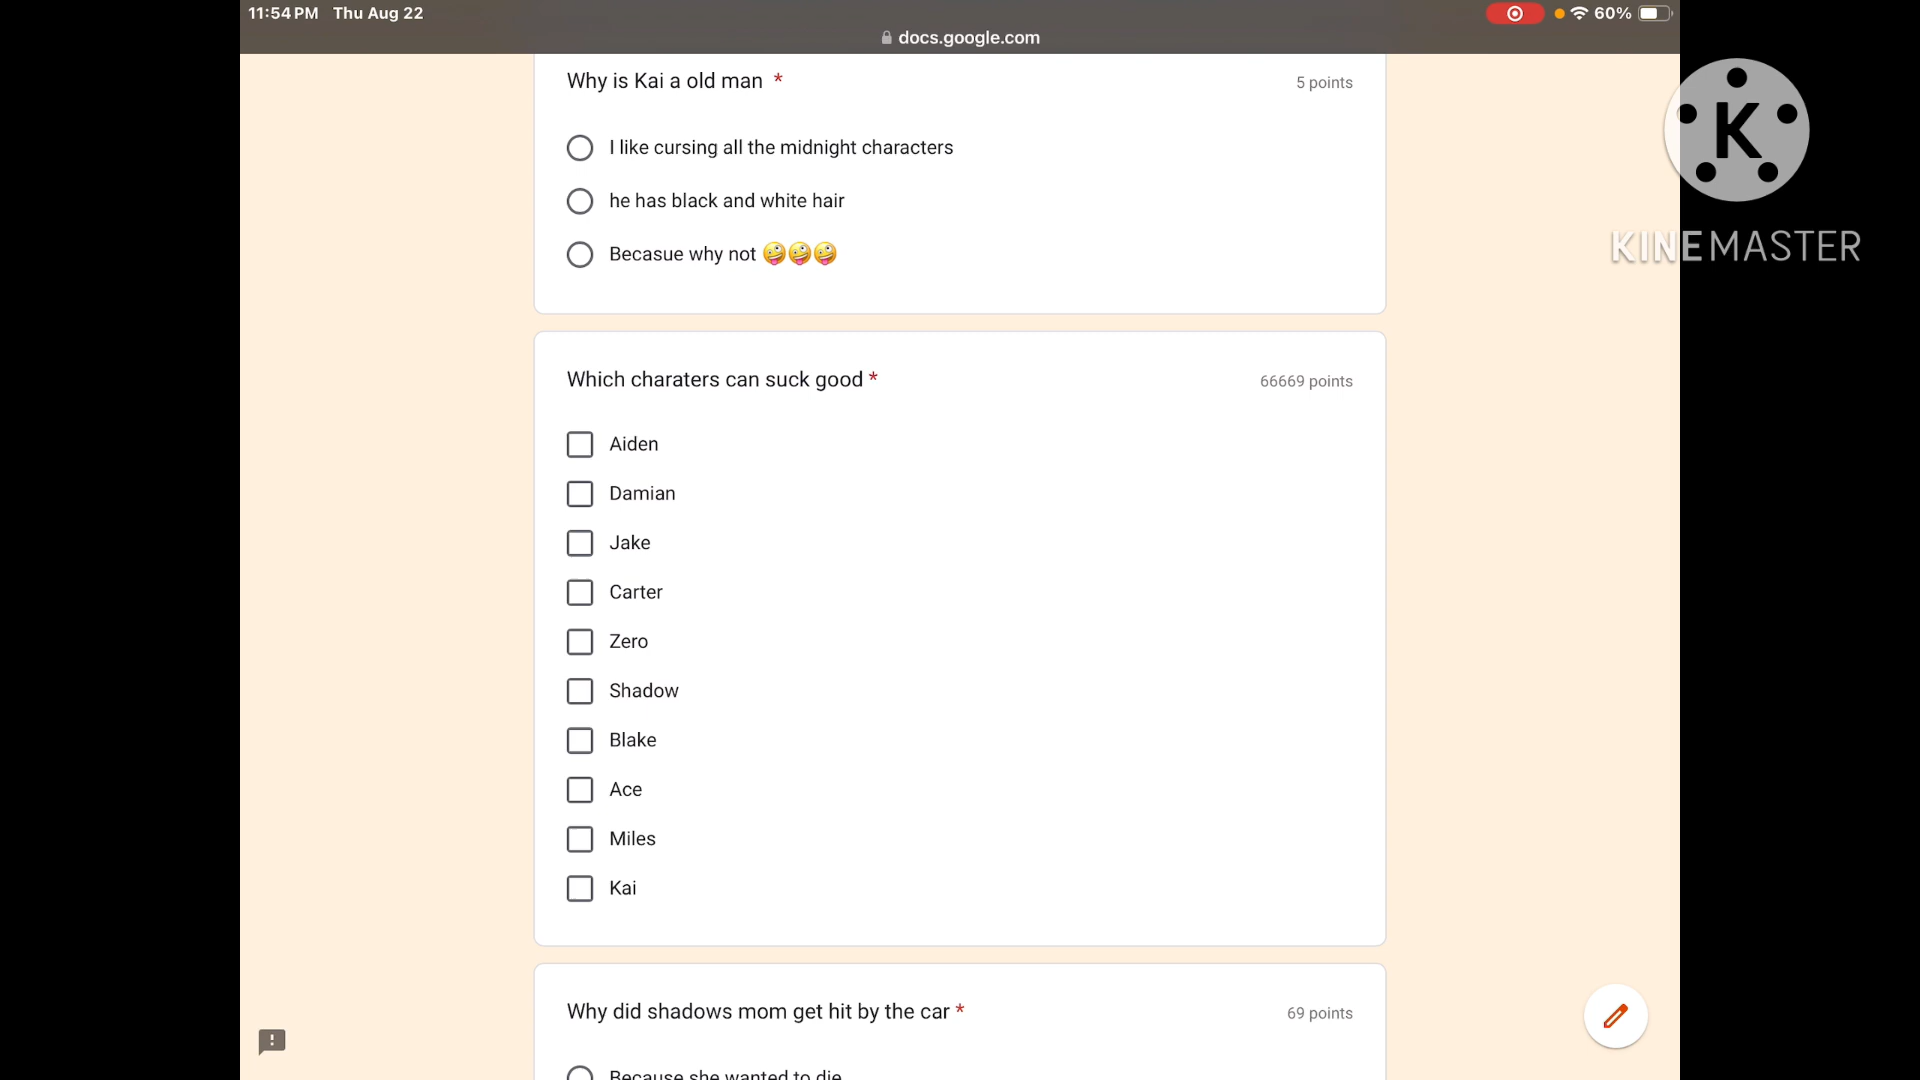 11:54 PM Thu Aug 22
60%
docs.google.com
Why is Kai a old man *
5 points
I like cursing all the midnight characters
he has black and white hair
Becasue why not 🤪🤪🤪
K
KINEMASTER
Which charaters can suck good *
66669 points
Aiden
Damian
Jake
Carter
Zero
Shadow
Blake
Ace
Miles
Kai
Why did shadows mom get hit by the car *
69 points
Because she wanted to die